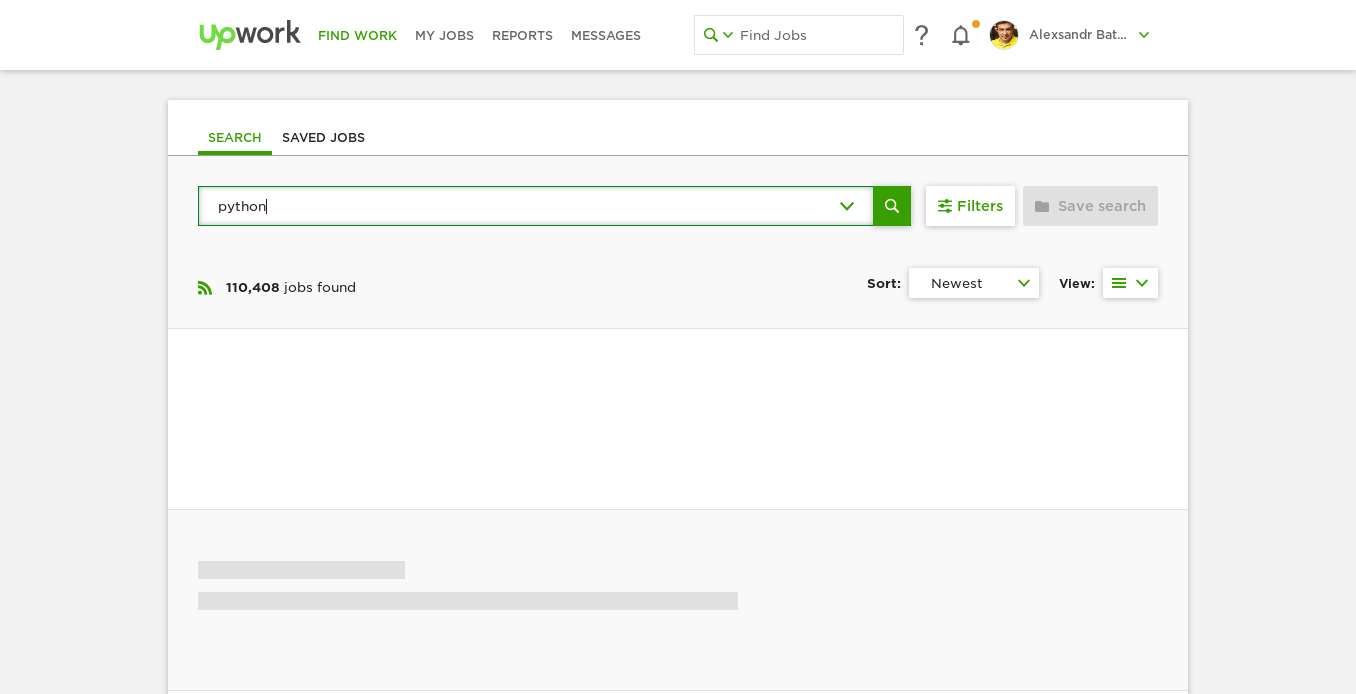 Upwork FIND WORK MY JOBS REPORTS MESSAGES Find Jobs ? Alexsandr Bat...
SEARCH SAVED JOBS
python Filters Save search
110,408 jobs found Sort: Newest View: